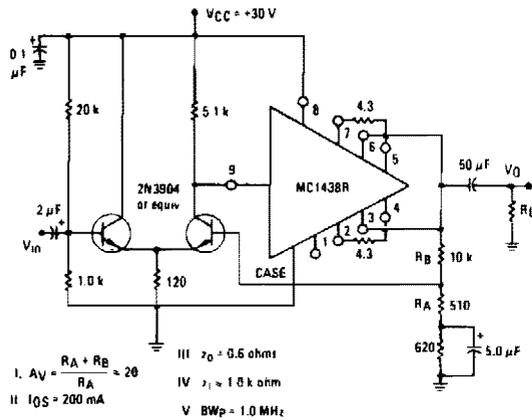 VCC = +30 V
0.1
μF
20 k
5.1 k
8
4.3
7
6
5
9
MC1438R
50 μF
VO
2N3904
or equiv
2 μF
Vin
4
3
2
1
4.3
RB
10 k
CASE
1.0 k
120
RA
510
620
5.0 μF
I. AV = (RA + RB) / RA = 20
II IOS = 200 mA
III zo = 0.6 ohms
IV zi = 1.0 k ohm
V BWP = 1.0 MHz